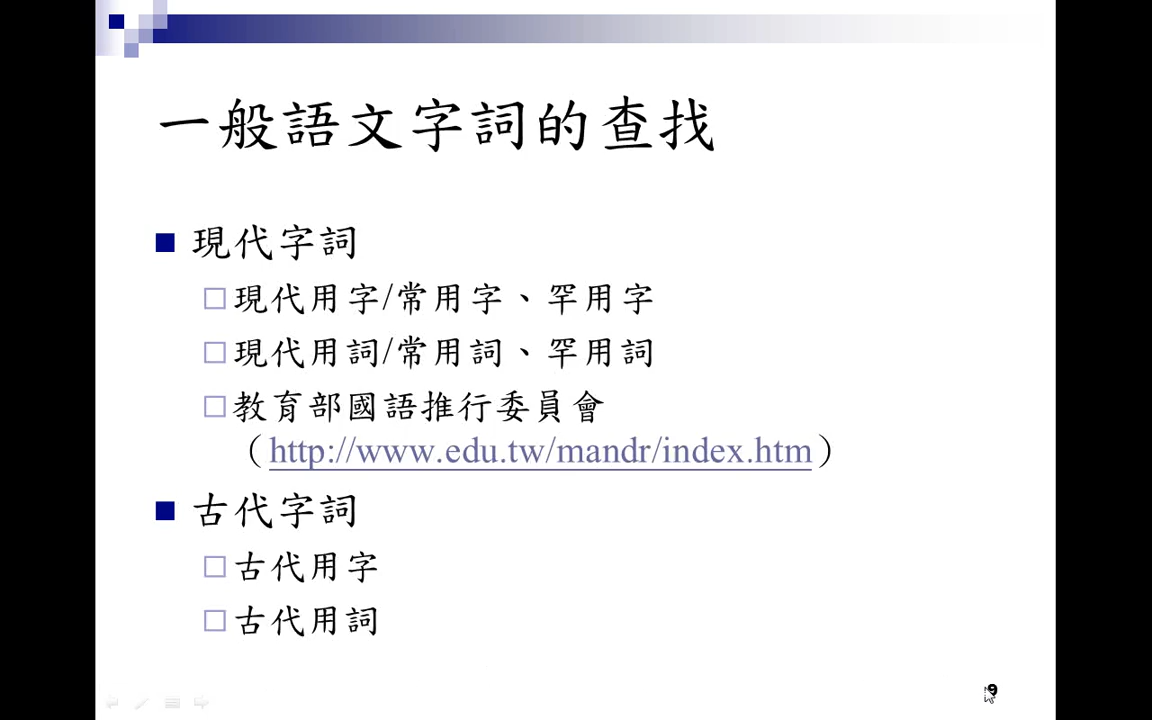 一般語文字詞的查找
現代字詞
現代用字/常用字、罕用字
現代用詞/常用詞、罕用詞
教育部國語推行委員會
（http://www.edu.tw/mandr/index.htm）
古代字詞
古代用字
古代用詞
9